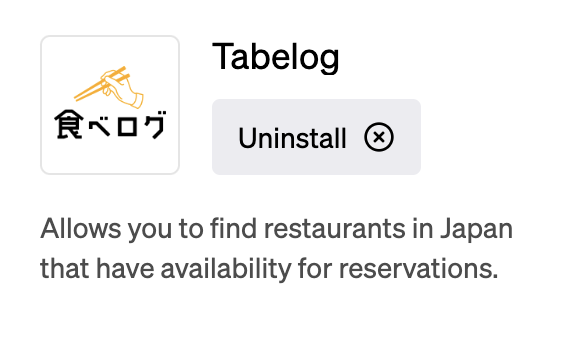 Tabelog
食べログ
Uninstall
Allows you to find restaurants in Japan
that have availability for reservations.